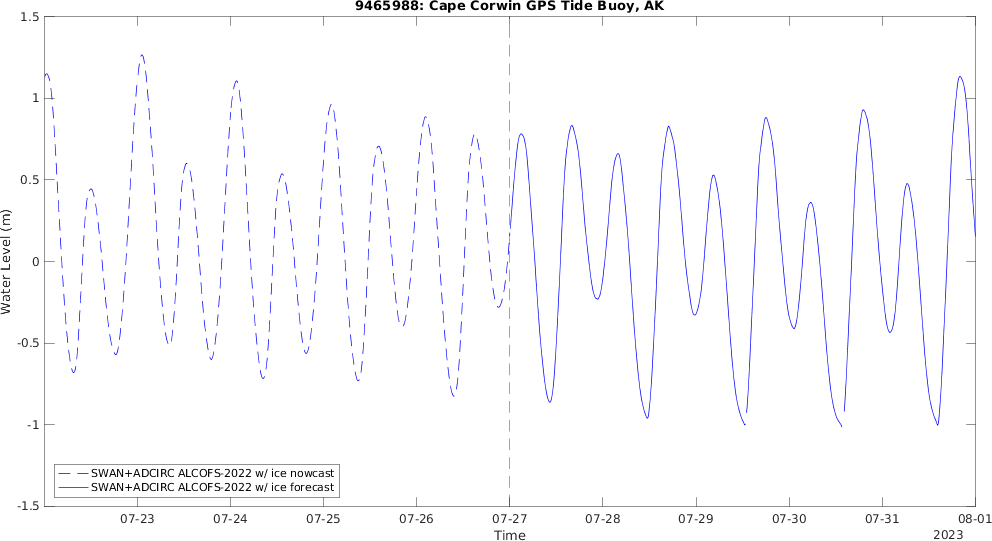 9465988: Cape Corwin GPS Tide Buoy, AK
Water Level (m)
1.5
1
0.5
0
-0.5
-1
-1.5
SWAN+ADCIRC ALCOFS-2022 w/ ice nowcast
SWAN+ADCIRC ALCOFS-2022 w/ ice forecast
07-23 07-24 07-25 07-26 07-27 07-28 07-29 07-30 07-31 08-01
Time
2023